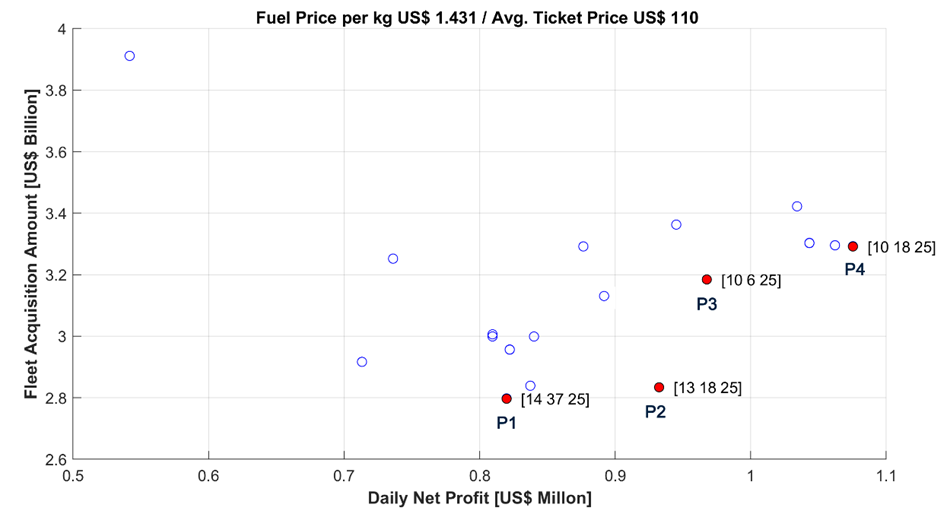 Fuel Price per kg US$ 1.431 / Avg. Ticket Price US$ 110
Fleet Acquisition Amount [US$ Billion]
4
3.8
3.6
3.4
3.2
3
2.8
2.6
[10 18 25]
P4
[10 6 25]
P3
[13 18 25]
P2
[14 37 25]
P1
0.5 0.6 0.7 0.8 0.9 1 1.1
Daily Net Profit [US$ Millon]